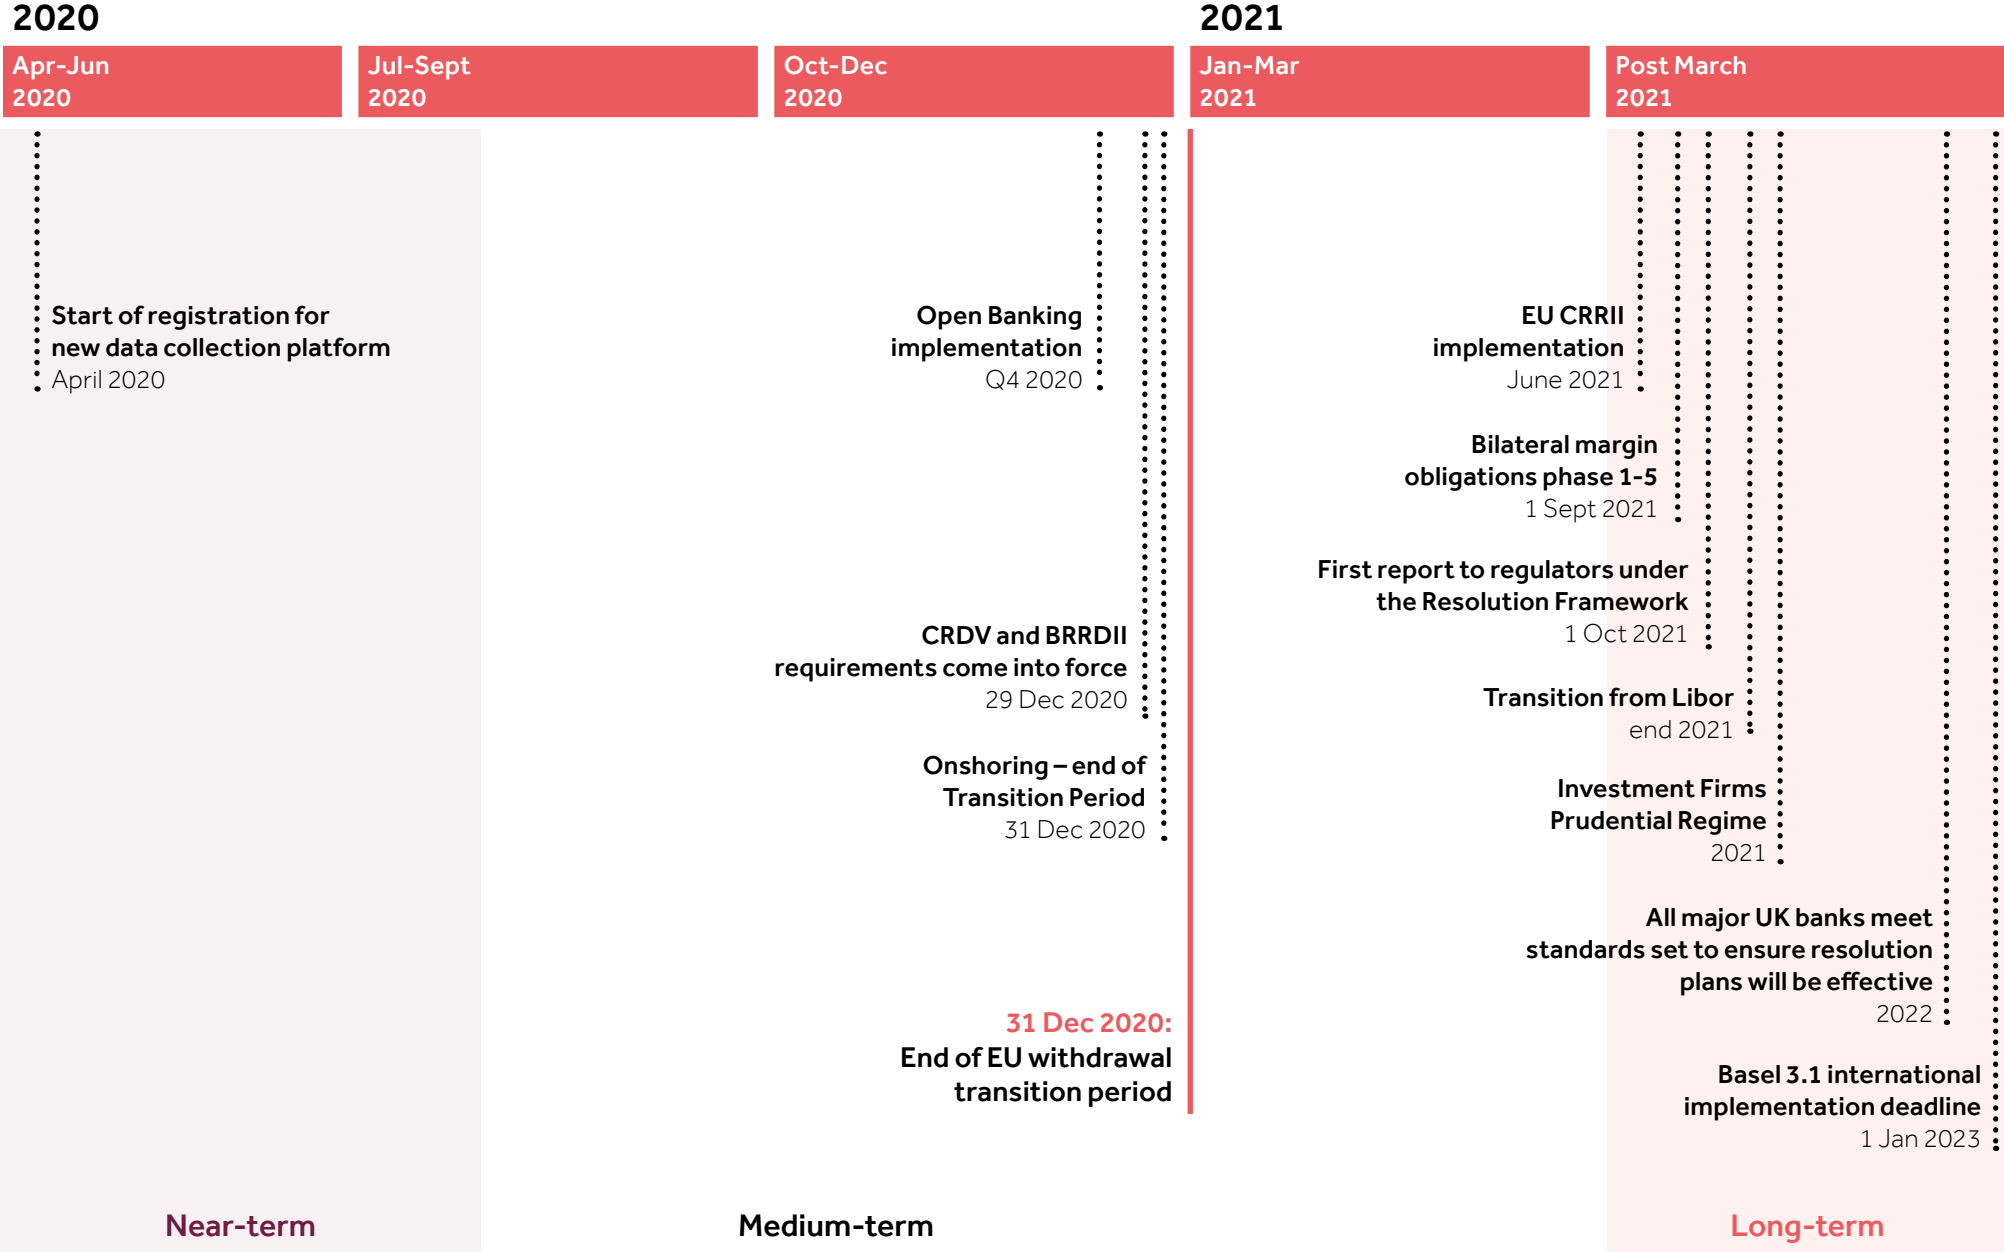 2020
2021
Apr-Jun
2020
Jul-Sept
2020
Oct-Dec
2020
Jan-Mar
2021
Post March
2021
Start of registration for
new data collection platform
April 2020
Open Banking
implementation
Q4 2020
CRDV and BRRDII
requirements come into force
29 Dec 2020
Onshoring – end of
Transition Period
31 Dec 2020
31 Dec 2020:
End of EU withdrawal
transition period
EU CRRII
implementation
June 2021
Bilateral margin
obligations phase 1-5
1 Sept 2021
First report to regulators under
the Resolution Framework
1 Oct 2021
Transition from Libor
end 2021
Investment Firms
Prudential Regime
2021
All major UK banks meet
standards set to ensure resolution
plans will be effective
2022
Basel 3.1 international
implementation deadline
1 Jan 2023
Near-term
Medium-term
Long-term